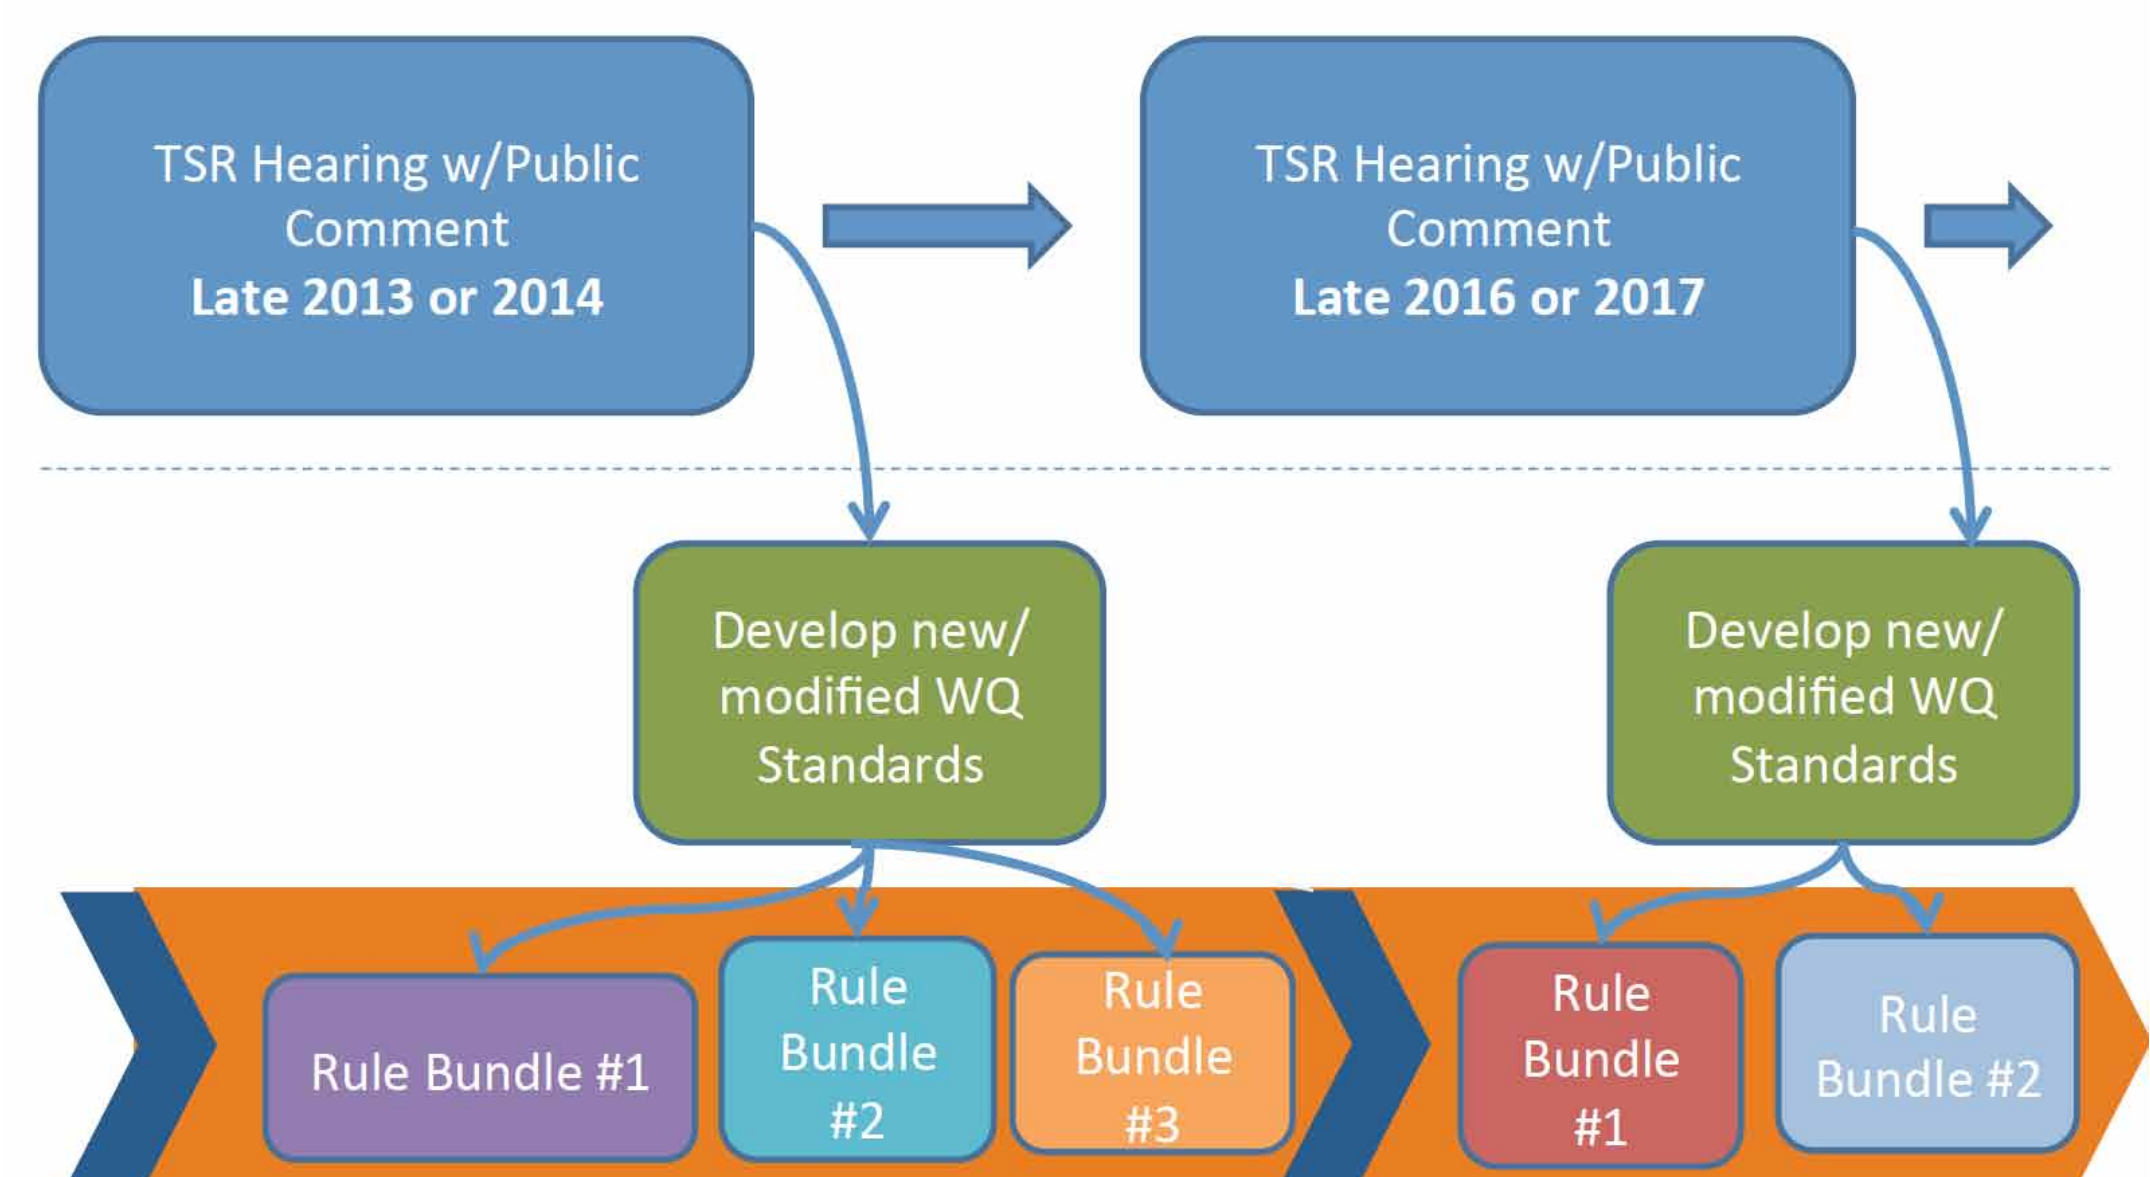 TSR Hearing w/Public
Comment
Late 2013 or 2014
TSR Hearing w/Public
Comment
Late 2016 or 2017
Develop new/
modified WQ
Standards
Develop new/
modified WQ
Standards
Rule Bundle #1
Rule
Bundle
#2
Rule
Bundle
#3
Rule
Bundle
#1
Rule
Bundle #2